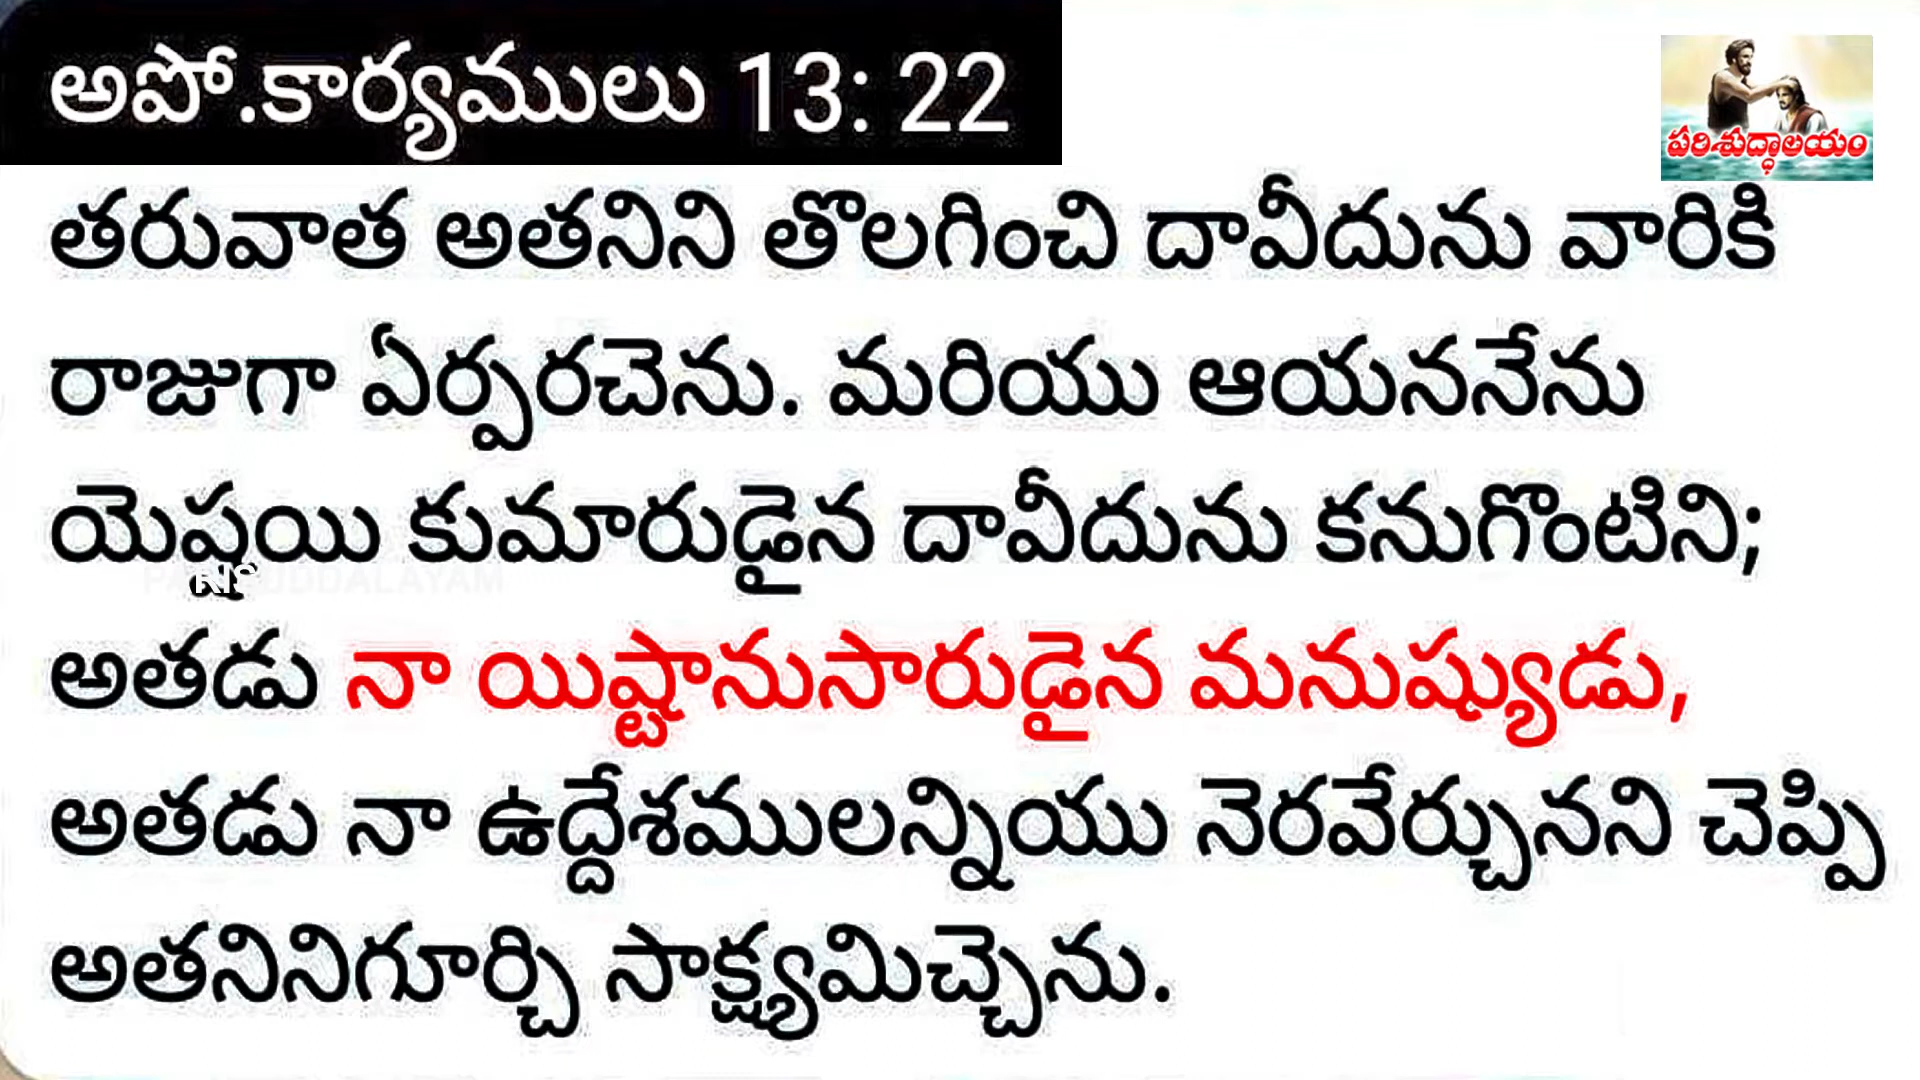 అపో.కార్యములు 13: 22
పరిశుద్ధాలయం
తరువాత అతనిని తొలగించి దావీదును వారికి
రాజుగా ఏర్పరచెను. మరియు ఆయననేను
యెష్షయి కుమారుడైన దావీదును కనుగొంటిని;
PARISUDDALAYAM
అతడు నా యిష్టానుసారుడైన మనుష్యుడు,
అతడు నా ఉద్దేశములన్నియు నెరవేర్చునని చెప్పి
అతనినిగూర్చి సాక్ష్యమిచ్చెను.